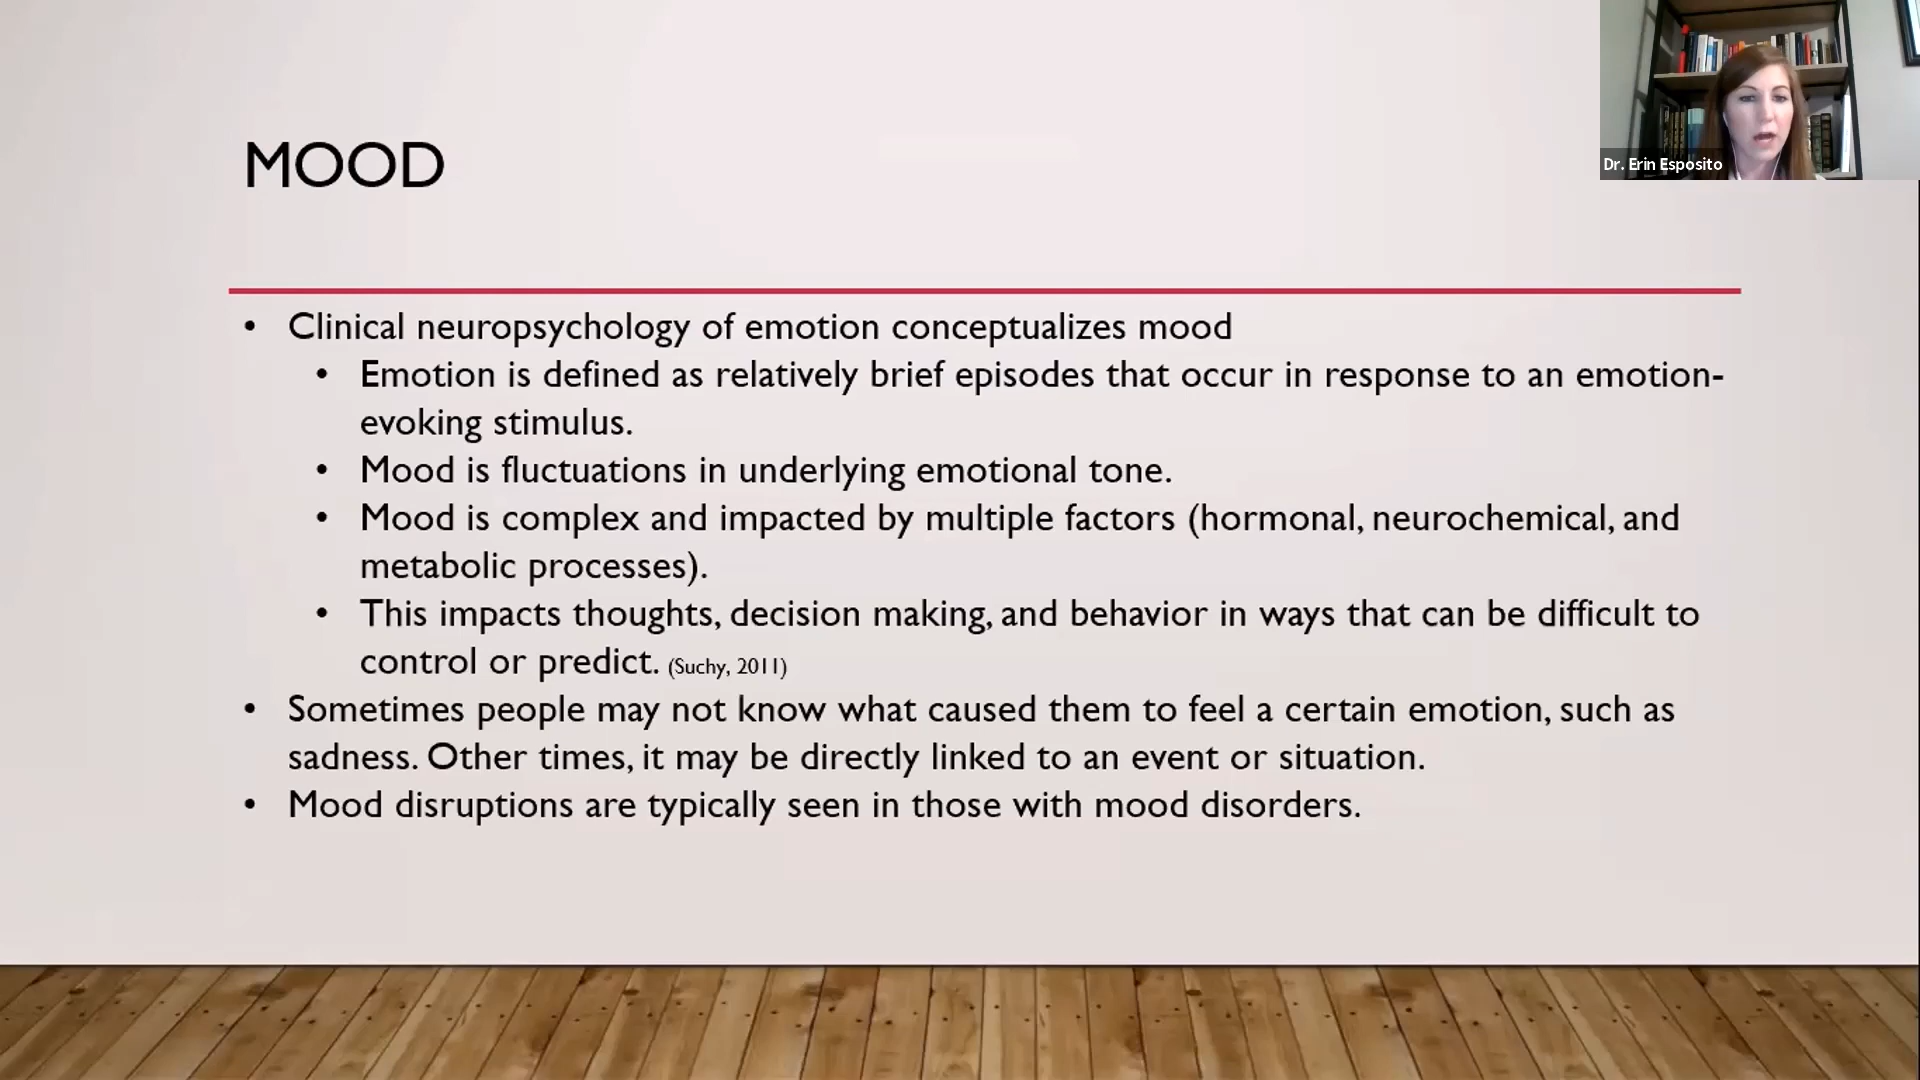 Dr. Erin Esposito
MOOD
• Clinical neuropsychology of emotion conceptualizes mood
• Emotion is defined as relatively brief episodes that occur in response to an emotion-
evoking stimulus.
• Mood is fluctuations in underlying emotional tone.
• Mood is complex and impacted by multiple factors (hormonal, neurochemical, and
metabolic processes).
• This impacts thoughts, decision making, and behavior in ways that can be difficult to
control or predict. (Suchy, 2011)
• Sometimes people may not know what caused them to feel a certain emotion, such as
sadness. Other times, it may be directly linked to an event or situation.
• Mood disruptions are typically seen in those with mood disorders.